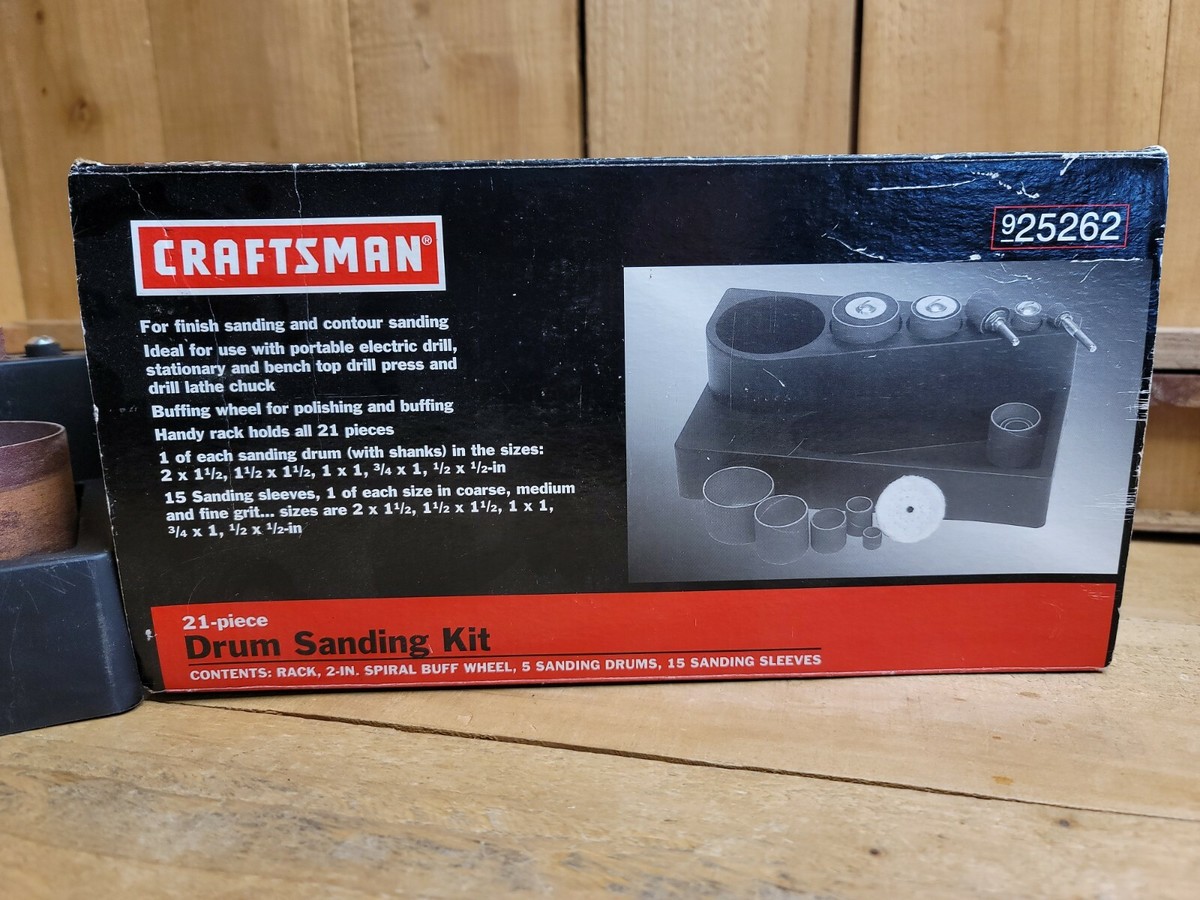 CRAFTSMAN®
925262
For finish sanding and contour sanding
Ideal for use with portable electric drill,
stationary and bench top drill press and
drill lathe chuck
Buffing wheel for polishing and buffing
Handy rack holds all 21 pieces
1 of each sanding drum (with shanks) in the sizes:
2 x 1½, 1½ x 1½, 1 x 1, ¾ x 1, ½ x ½-in
15 Sanding sleeves, 1 of each size in coarse, medium
and fine grit... sizes are 2 x 1½, 1½ x 1½, 1 x 1,
¾ x 1, ½ x ½-in
6 6
21-piece
Drum Sanding Kit
CONTENTS: RACK, 2-IN. SPIRAL BUFF WHEEL, 5 SANDING DRUMS, 15 SANDING SLEEVES